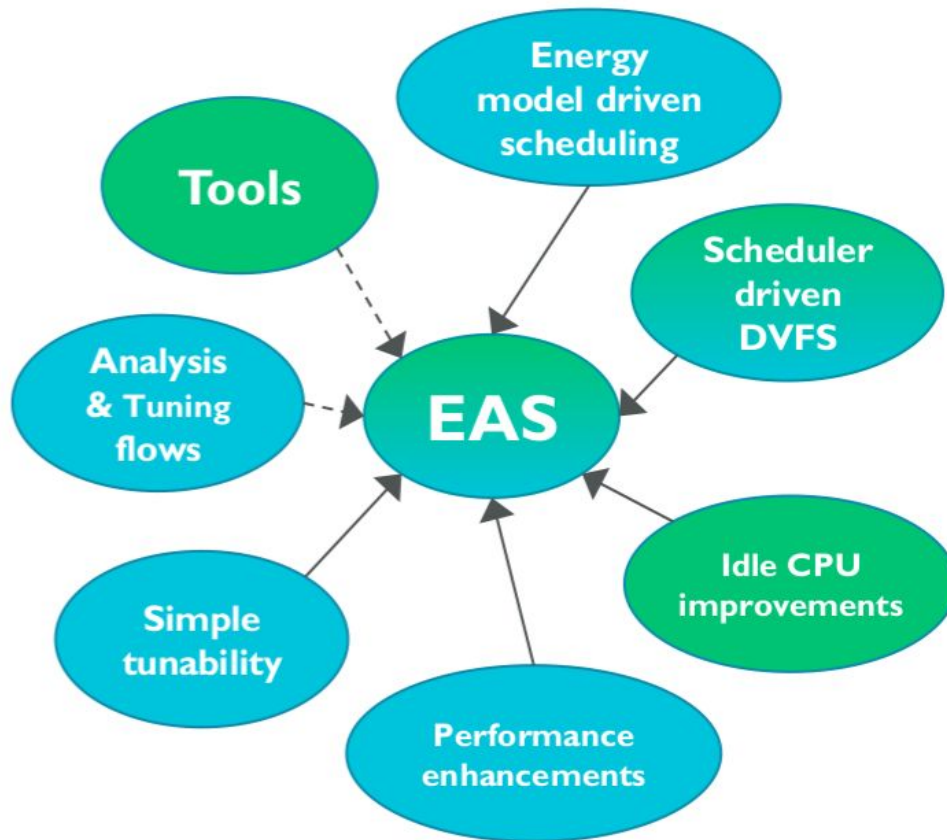 Energy
model driven
scheduling
Tools
Scheduler
driven
DVFS
Analysis
& Tuning
flows
EAS
Idle CPU
improvements
Simple
tunability
Performance
enhancements